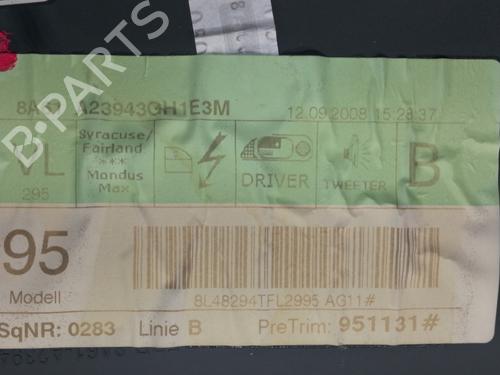 B-PARTS
12.09.2008 15:28:37
VL
295
Syracuse/
Fairland
***
Mondus
Max
DRIVER
TWEETER
B
95
Modell
8L48294TFL2995 AG11#
SqNR: 0283 Linie B PreTrim: 951131#